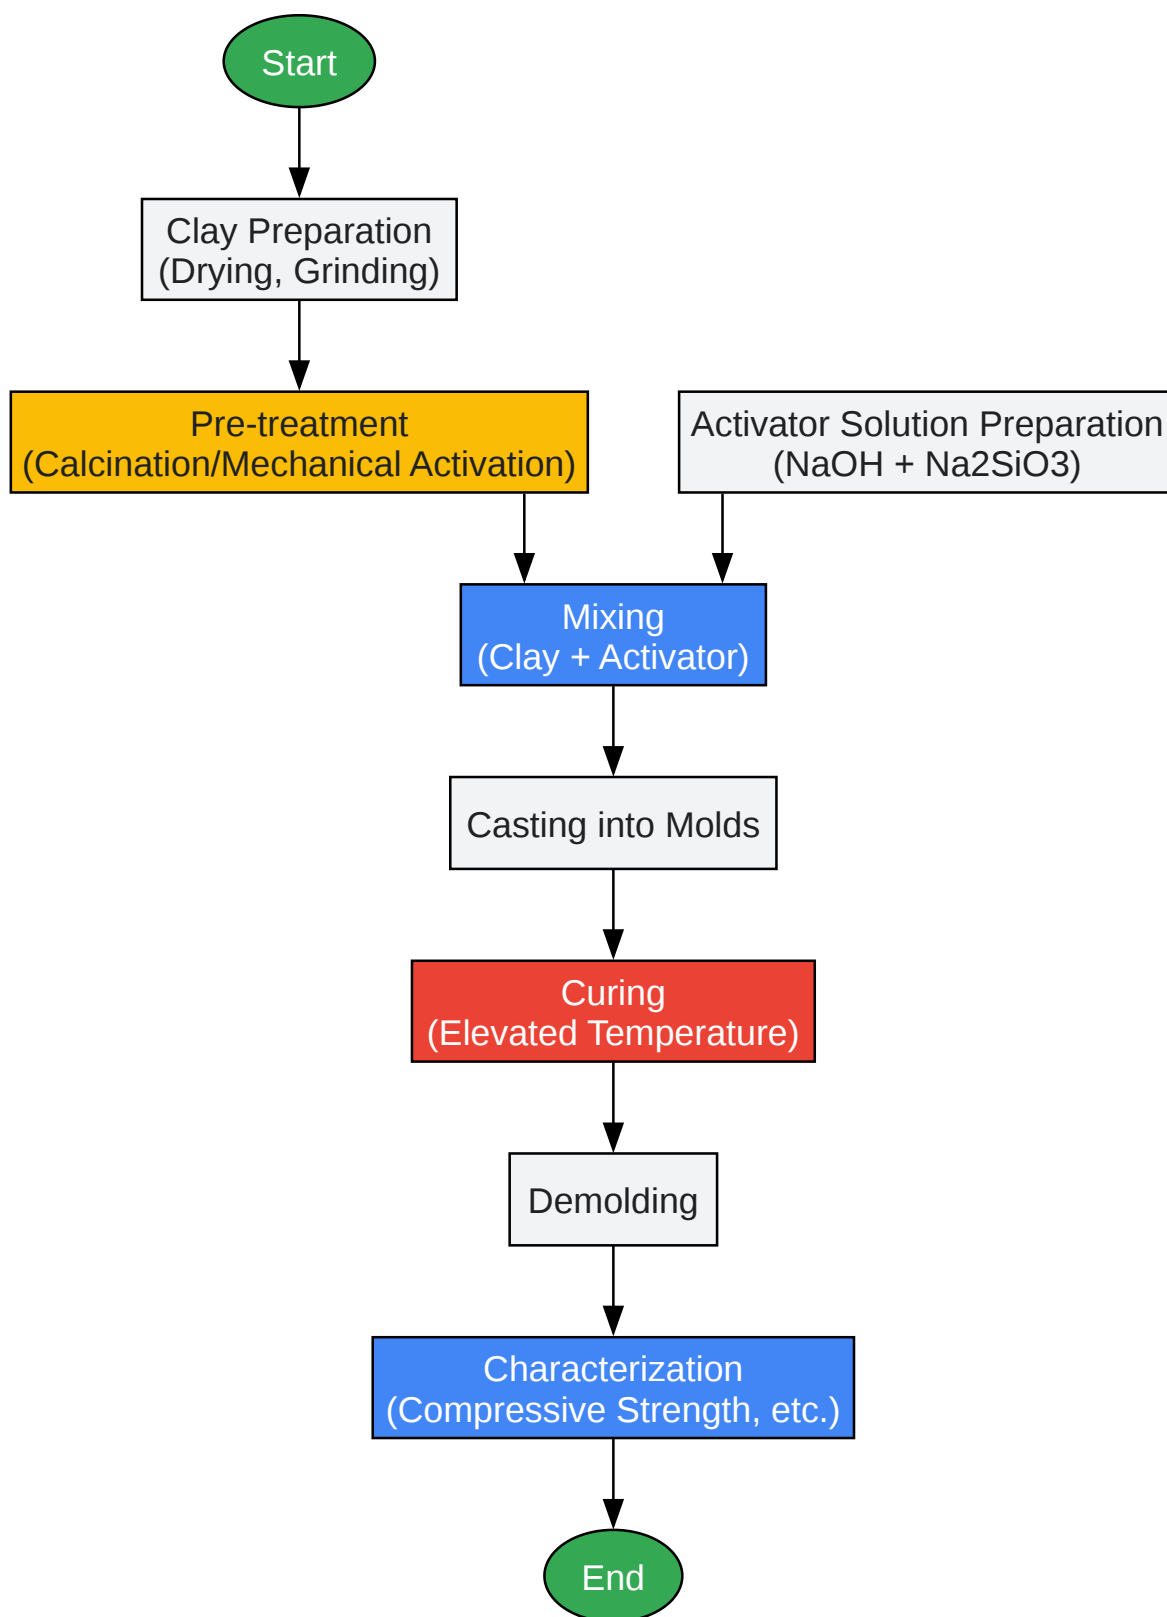 Start
Clay Preparation
(Drying, Grinding)
Pre-treatment
(Calcination/Mechanical Activation)
Activator Solution Preparation
(NaOH + Na2SiO3)
Mixing
(Clay + Activator)
Casting into Molds
Curing
(Elevated Temperature)
Demolding
Characterization
(Compressive Strength, etc.)
End